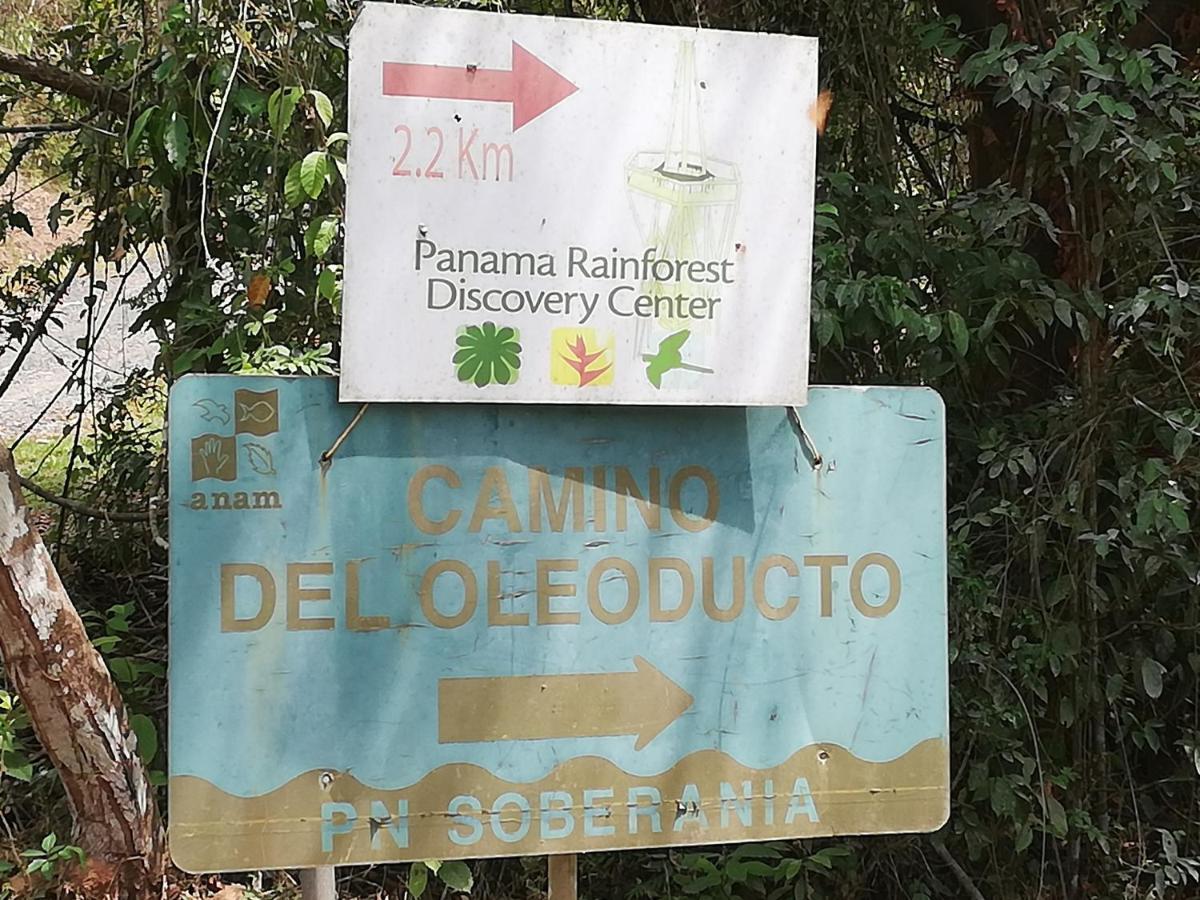 2.2 Km
Panama Rainforest
Discovery Center
anam
CAMINO
DEL OLEODUCTO
PN SOBERANIA